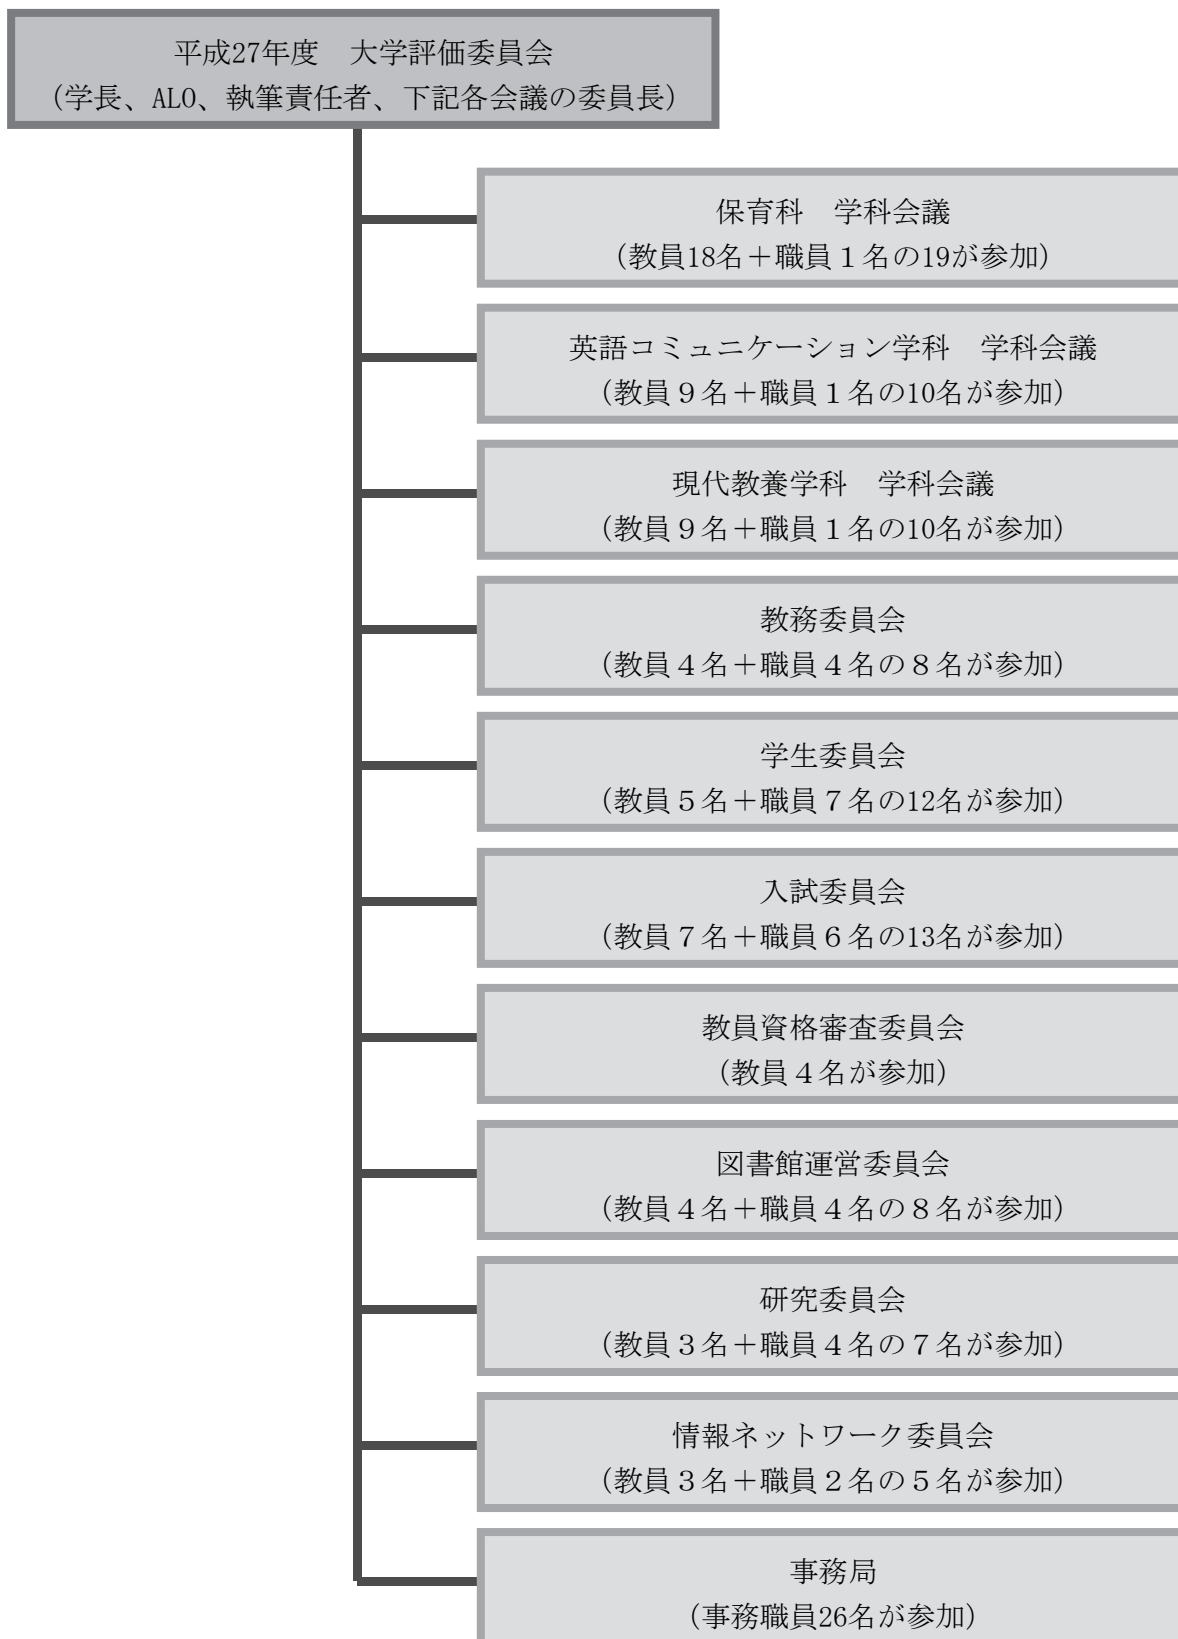 平成27年度　大学評価委員会
（学長、ALO、執筆責任者、下記各会議の委員長）
保育科　学科会議
（教員18名＋職員１名の19が参加）
英語コミュニケーション学科　学科会議
（教員９名＋職員１名の10名が参加）
現代教養学科　学科会議
（教員９名＋職員１名の10名が参加）
教務委員会
（教員４名＋職員４名の８名が参加）
学生委員会
（教員５名＋職員７名の12名が参加）
入試委員会
（教員７名＋職員６名の13名が参加）
教員資格審査委員会
（教員４名が参加）
図書館運営委員会
（教員４名＋職員４名の８名が参加）
研究委員会
（教員３名＋職員４名の７名が参加）
情報ネットワーク委員会
（教員３名＋職員２名の５名が参加）
事務局
（事務職員26名が参加）